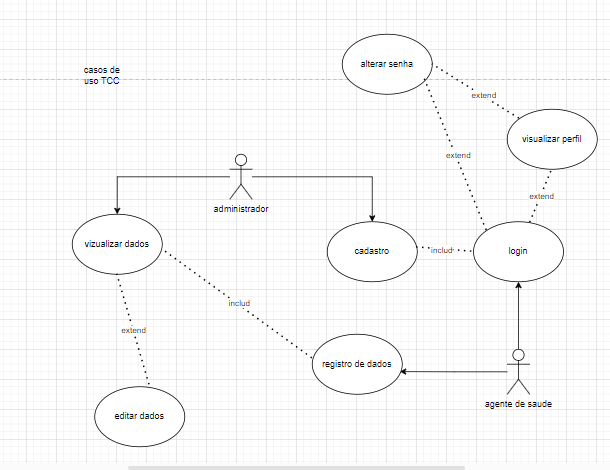 casos de
uso TCC
alterar senha
extend
visualizar perfil
extend
extend
administrador
vizualizar dados
cadastro
includ
login
includ
extend
registro de dados
agente de saude
editar dados